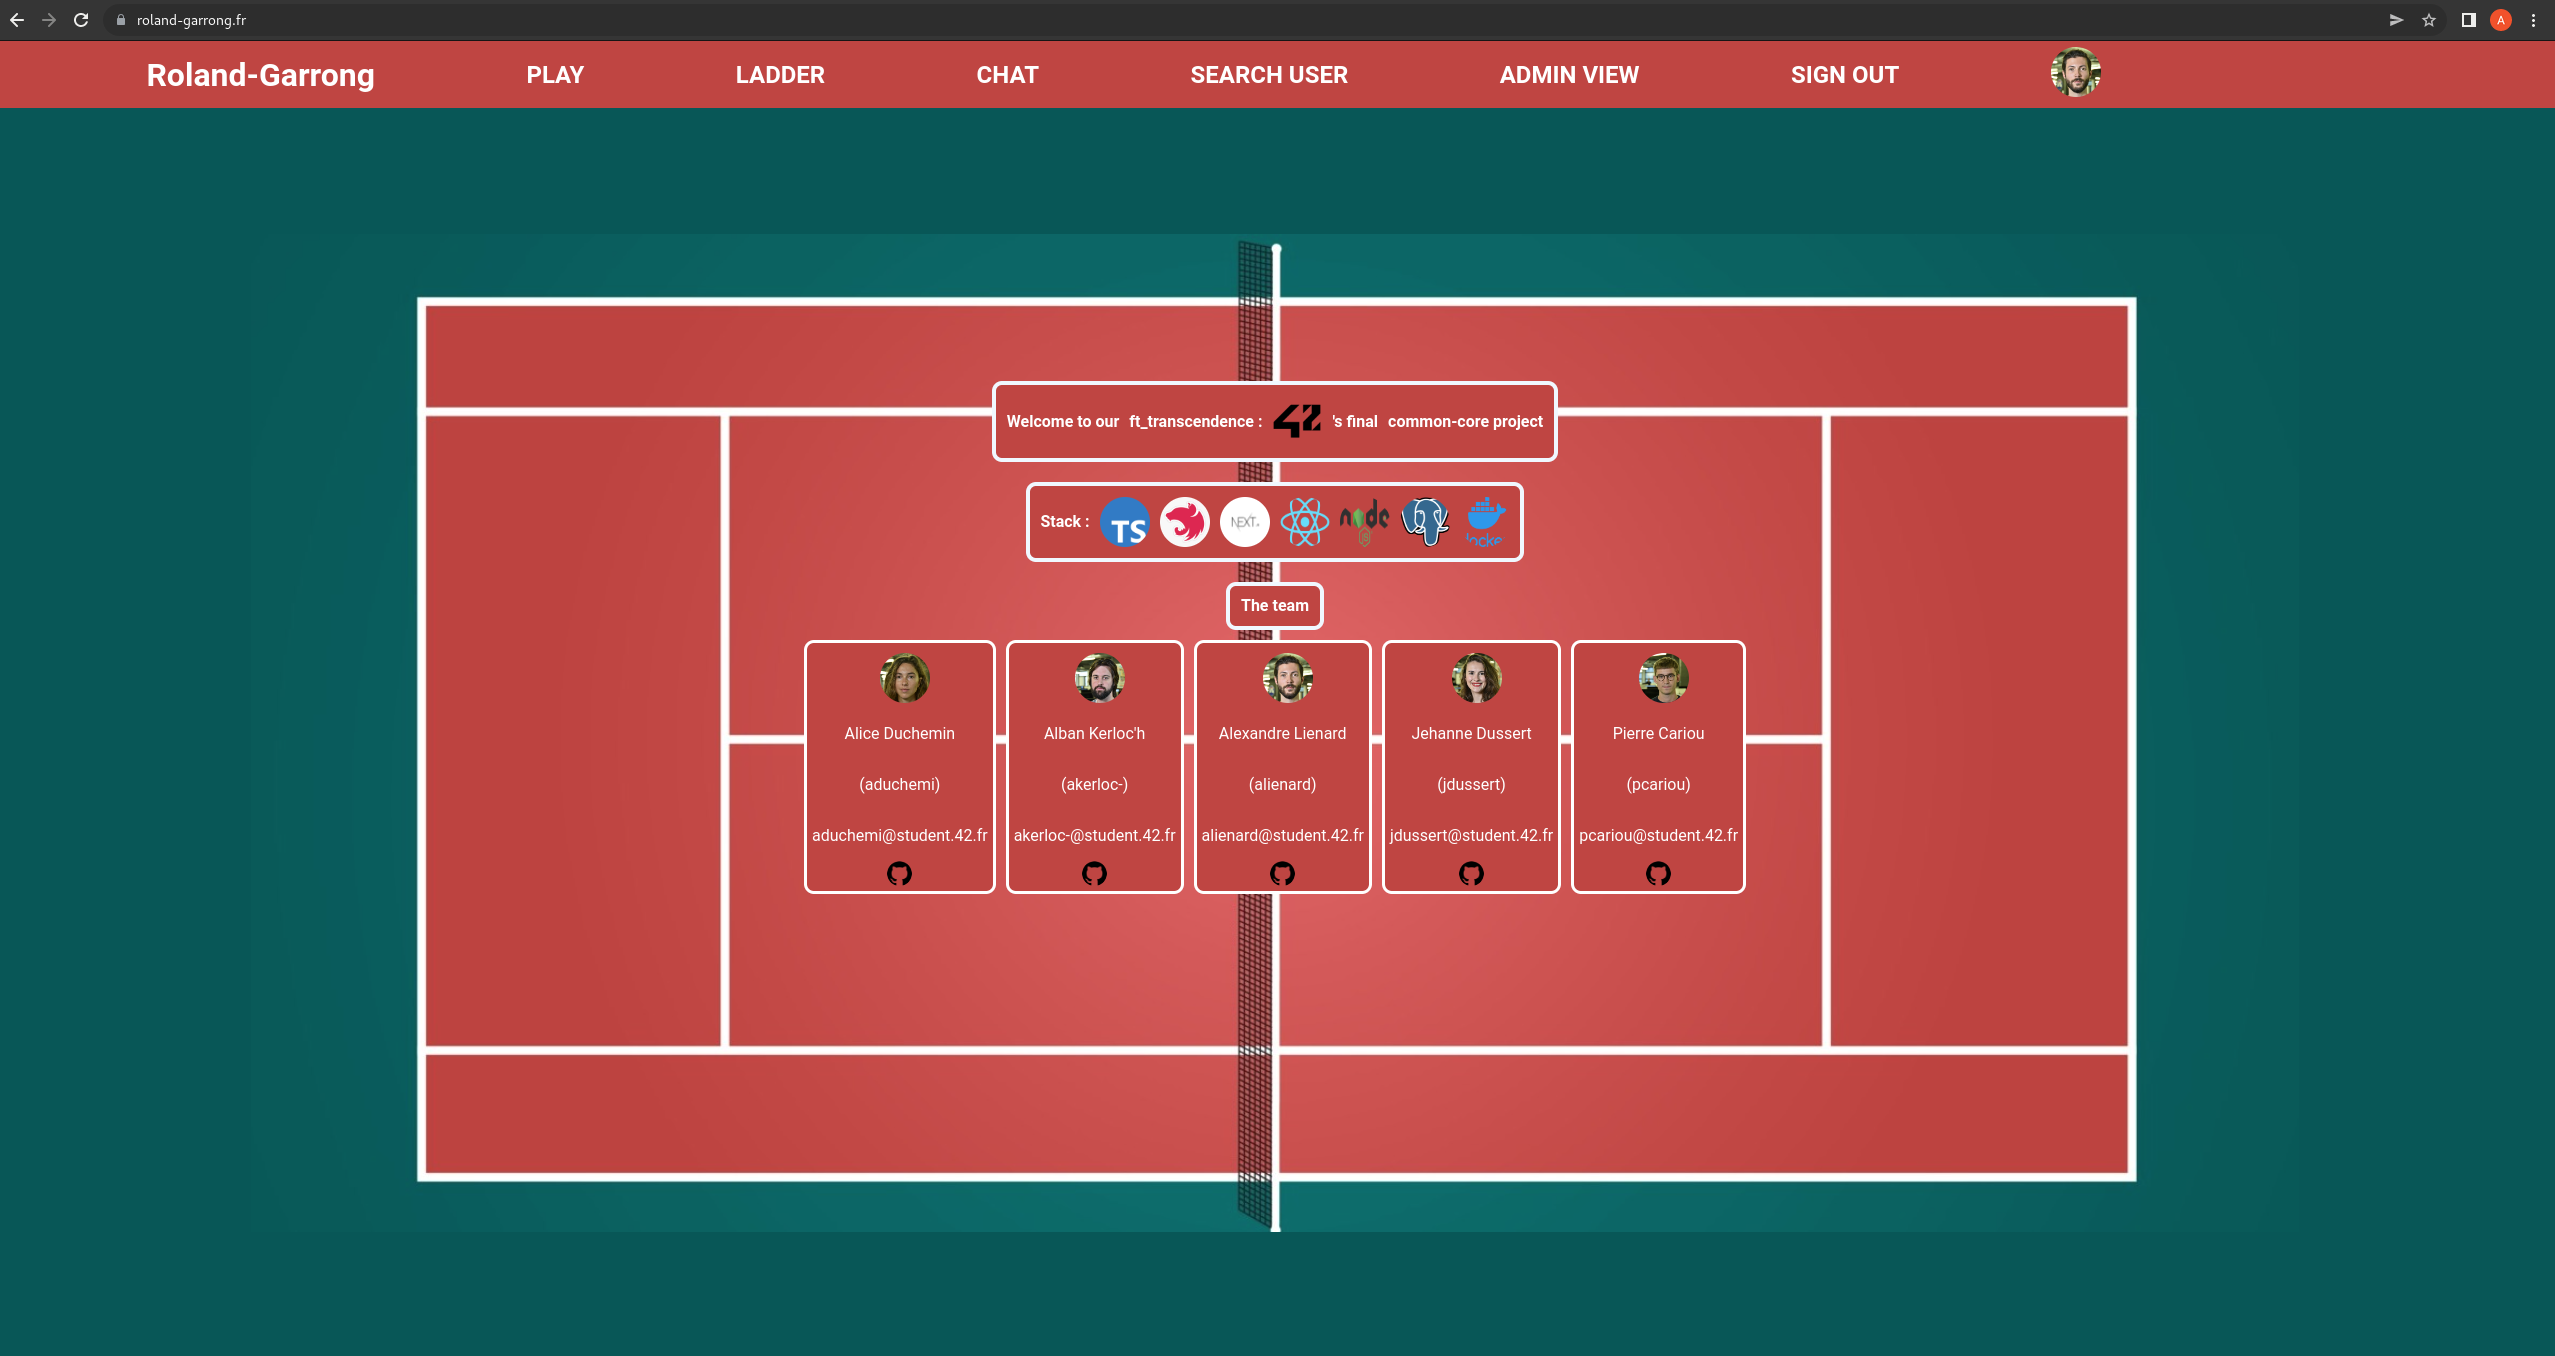 roland-garrong.fr
A
Roland-Garrong PLAY LADDER CHAT SEARCH USER ADMIN VIEW SIGN OUT
Welcome to our ft_transcendence : 42 's final common-core project
Stack : TS NEXT.JS node JS docker
The team
Alice Duchemin
(aduchemi)
aduchemi@student.42.fr
Alban Kerloc'h
(akerloc-)
akerloc-@student.42.fr
Alexandre Lienard
(alienard)
alienard@student.42.fr
Jehanne Dussert
(jdussert)
jdussert@student.42.fr
Pierre Cariou
(pcariou)
pcariou@student.42.fr